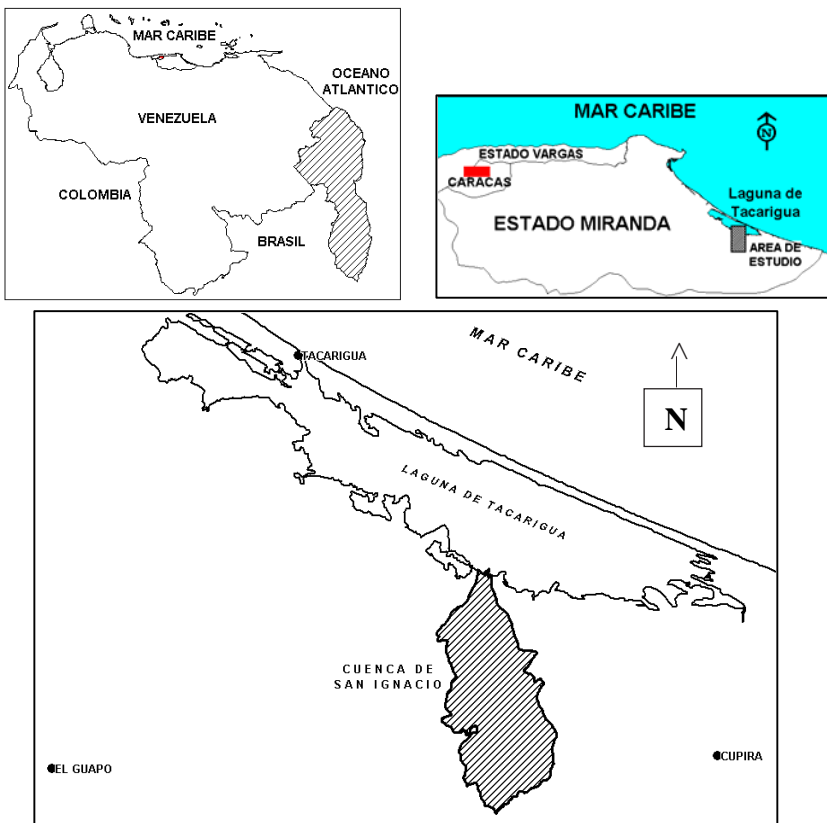 MAR CARIBE
OCEANO
ATLANTICO
VENEZUELA
COLOMBIA
BRASIL
MAR CARIBE
N
ESTADO VARGAS
CARACAS
Laguna de
Tacarigua
ESTADO MIRANDA
AREA DE
ESTUDIO
TACARIGUA
MAR CARIBE
N
LAGUNA DE TACARIGUA
CUENCA DE
SAN IGNACIO
EL GUAPO
CUPIRA